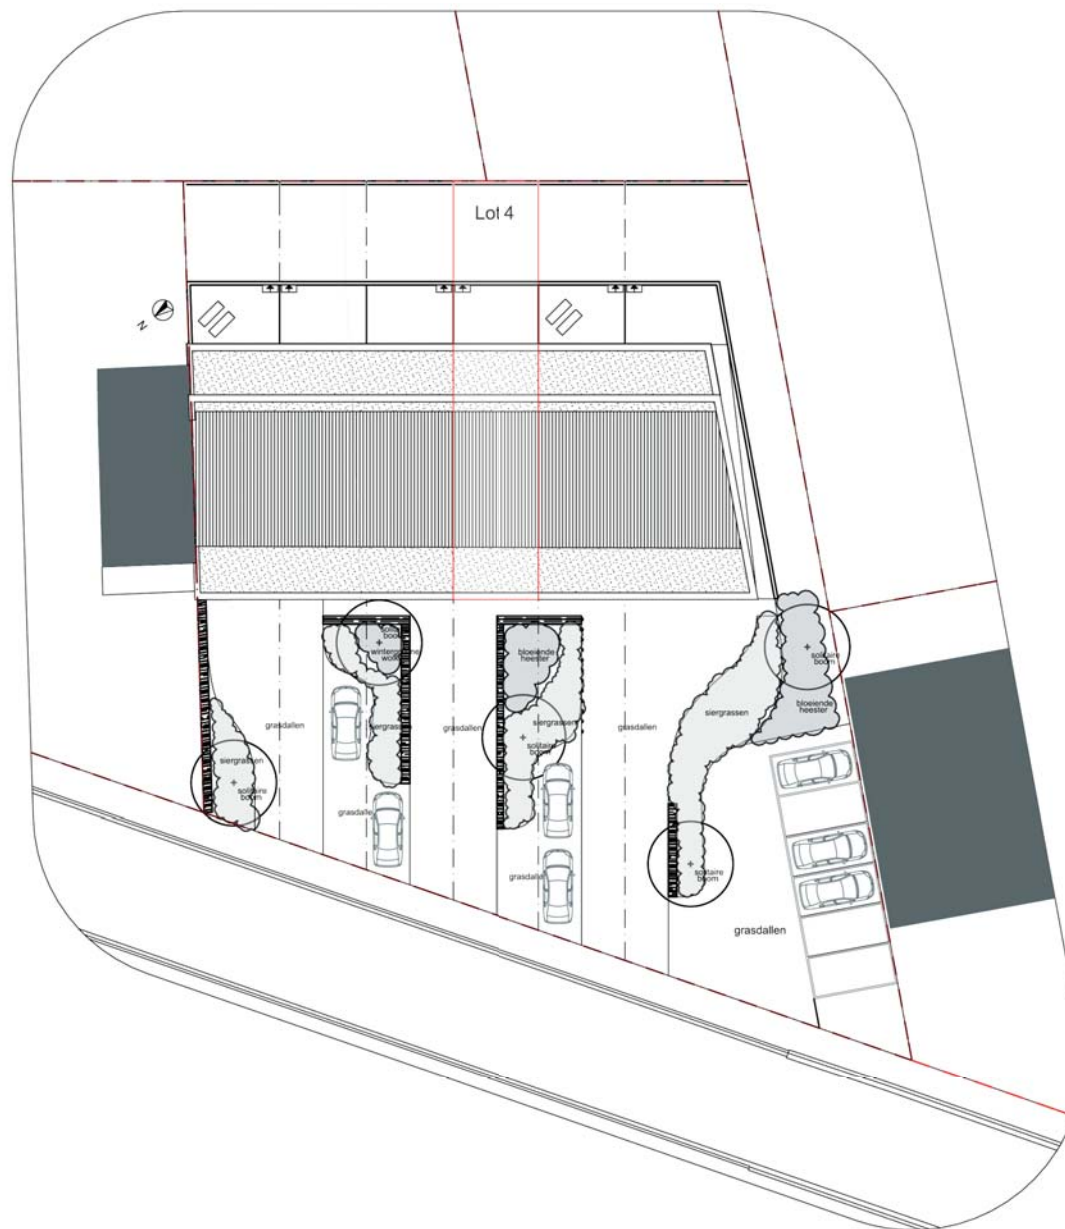 Lot 4
N
solitaire
boom
bloeiende
heester
siergrassen
grasdallen
siergrassen
solitaire
boom
grasdallen
siergrassen
grasdallen
bloeiende
heester
siergrassen
solitaire
boom
grasdallen
grasdallen
solitaire
boom
grasdallen